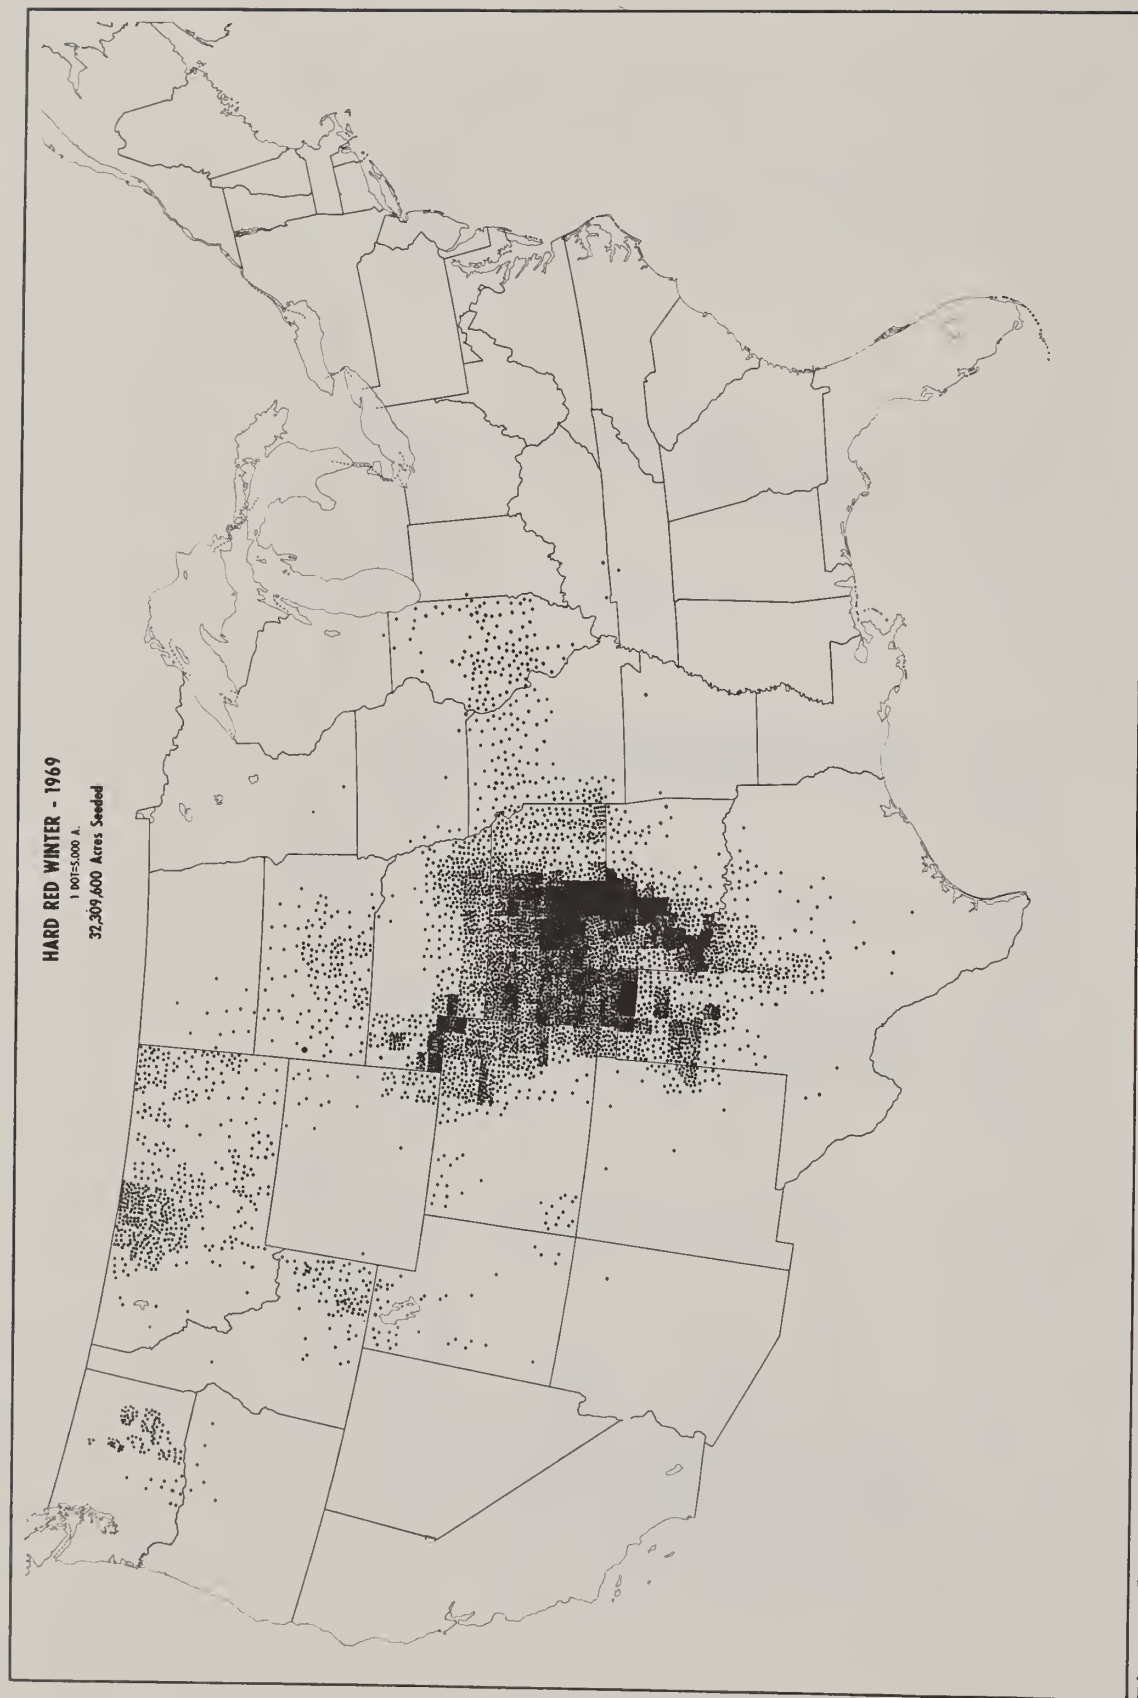 HARD RED WINTER - 1969
1 DOT=5,000 A.
32,309,600 Acres Seeded